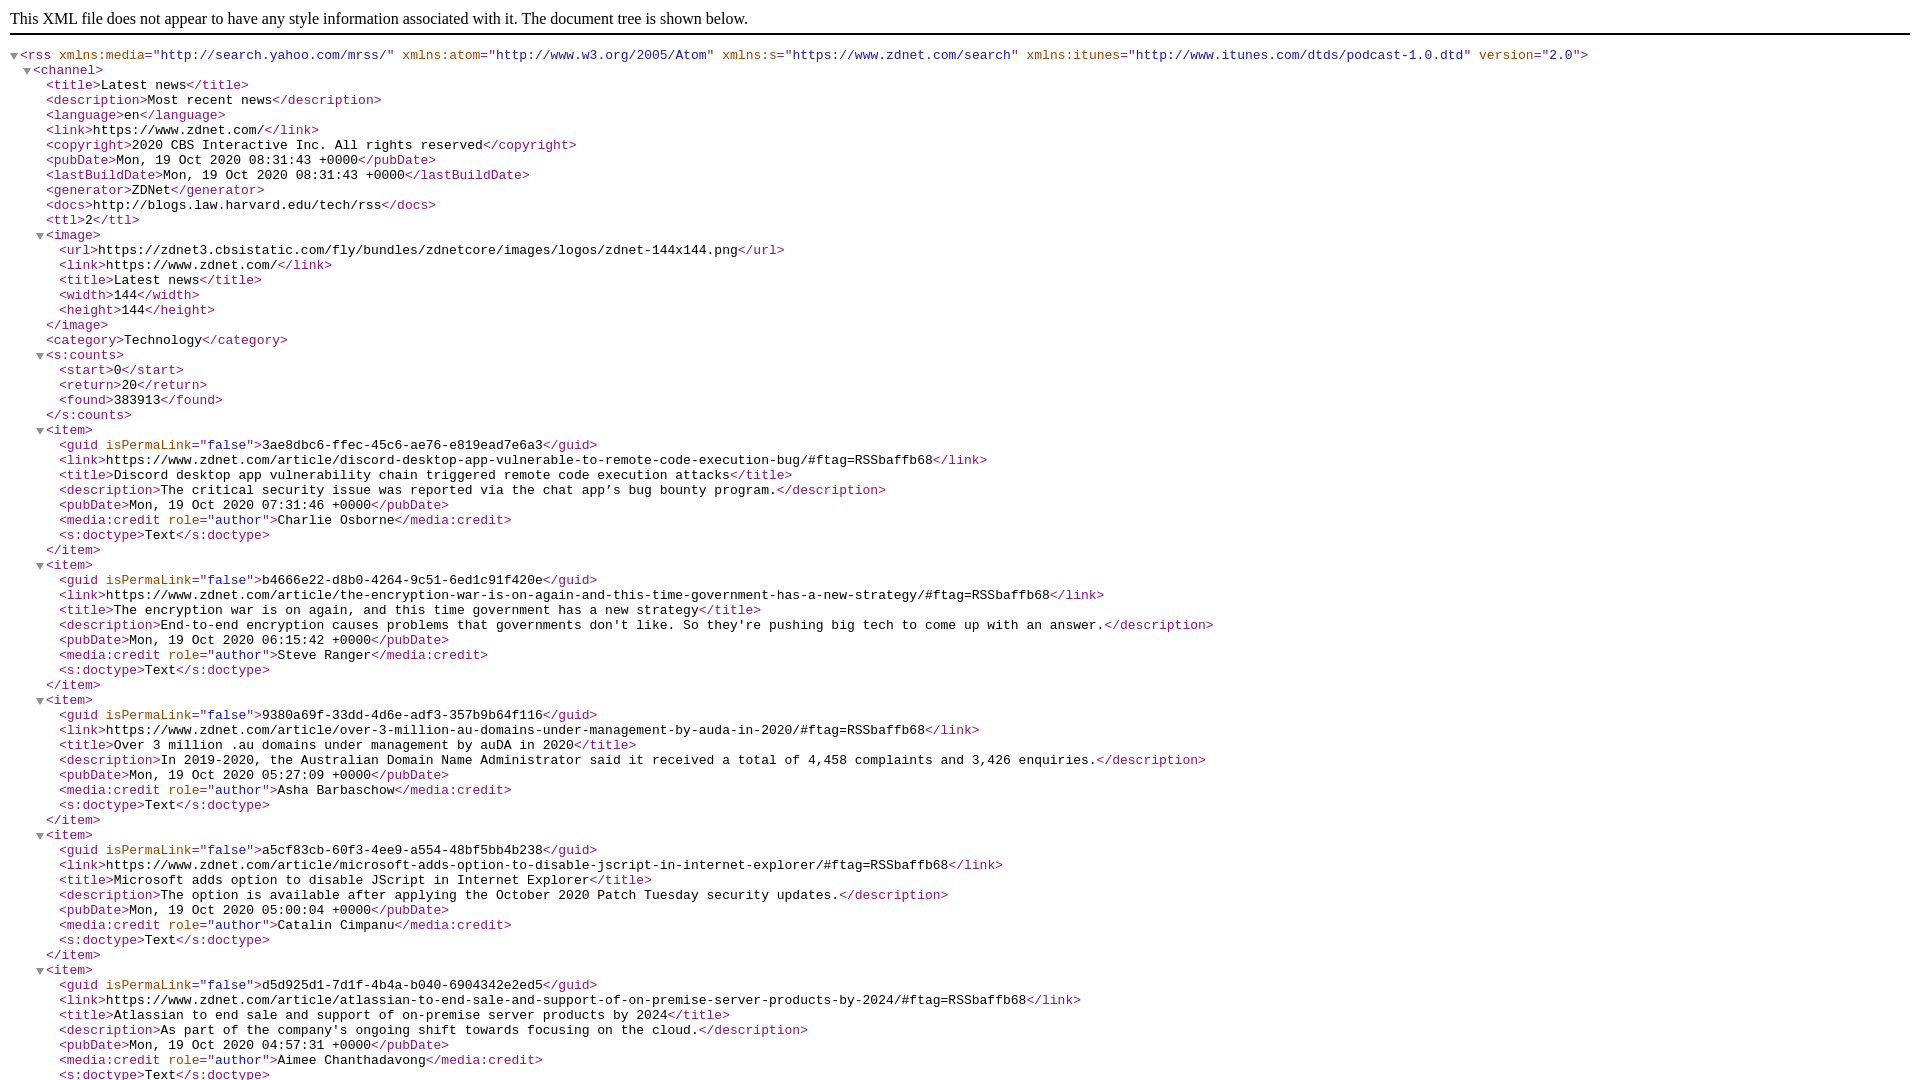 This XML file does not appear to have any style information associated with it. The document tree is shown below.
<rss xmlns:media="http://search.yahoo.com/mrss/" xmlns:atom="http://www.w3.org/2005/Atom" xmlns:s="https://www.zdnet.com/search" xmlns:itunes="http://www.itunes.com/dtds/podcast-1.0.dtd" version="2.0">
<channel>
<title>Latest news</title>
<description>Most recent news</description>
<language>en</language>
<link>https://www.zdnet.com/</link>
<copyright>2020 CBS Interactive Inc. All rights reserved</copyright>
<pubDate>Mon, 19 Oct 2020 08:31:43 +0000</pubDate>
<lastBuildDate>Mon, 19 Oct 2020 08:31:43 +0000</lastBuildDate>
<generator>ZDNet</generator>
<docs>http://blogs.law.harvard.edu/tech/rss</docs>
<ttl>2</ttl>
<image>
<url>https://zdnet3.cbsistatic.com/fly/bundles/zdnetcore/images/logos/zdnet-144x144.png</url>
<link>https://www.zdnet.com/</link>
<title>Latest news</title>
<width>144</width>
<height>144</height>
</image>
<category>Technology</category>
<s:counts>
<start>0</start>
<return>20</return>
<found>383913</found>
</s:counts>
<item>
<guid isPermaLink="false">3ae8dbc6-ffec-45c6-ae76-e819ead7e6a3</guid>
<link>https://www.zdnet.com/article/discord-desktop-app-vulnerable-to-remote-code-execution-bug/#ftag=RSSbaffb68</link>
<title>Discord desktop app vulnerability chain triggered remote code execution attacks</title>
<description>The critical security issue was reported via the chat app’s bug bounty program.</description>
<pubDate>Mon, 19 Oct 2020 07:31:46 +0000</pubDate>
<media:credit role="author">Charlie Osborne</media:credit>
<s:doctype>Text</s:doctype>
</item>
<item>
<guid isPermaLink="false">b4666e22-d8b0-4264-9c51-6ed1c91f420e</guid>
<link>https://www.zdnet.com/article/the-encryption-war-is-on-again-and-this-time-government-has-a-new-strategy/#ftag=RSSbaffb68</link>
<title>The encryption war is on again, and this time government has a new strategy</title>
<description>End-to-end encryption causes problems that governments don't like. So they're pushing big tech to come up with an answer.</description>
<pubDate>Mon, 19 Oct 2020 06:15:42 +0000</pubDate>
<media:credit role="author">Steve Ranger</media:credit>
<s:doctype>Text</s:doctype>
</item>
<item>
<guid isPermaLink="false">9380a69f-33dd-4d6e-adf3-357b9b64f116</guid>
<link>https://www.zdnet.com/article/over-3-million-au-domains-under-management-by-auda-in-2020/#ftag=RSSbaffb68</link>
<title>Over 3 million .au domains under management by auDA in 2020</title>
<description>In 2019-2020, the Australian Domain Name Administrator said it received a total of 4,458 complaints and 3,426 enquiries.</description>
<pubDate>Mon, 19 Oct 2020 05:27:09 +0000</pubDate>
<media:credit role="author">Asha Barbaschow</media:credit>
<s:doctype>Text</s:doctype>
</item>
<item>
<guid isPermaLink="false">a5cf83cb-60f3-4ee9-a554-48bf5bb4b238</guid>
<link>https://www.zdnet.com/article/microsoft-adds-option-to-disable-jscript-in-internet-explorer/#ftag=RSSbaffb68</link>
<title>Microsoft adds option to disable JScript in Internet Explorer</title>
<description>The option is available after applying the October 2020 Patch Tuesday security updates.</description>
<pubDate>Mon, 19 Oct 2020 05:00:04 +0000</pubDate>
<media:credit role="author">Catalin Cimpanu</media:credit>
<s:doctype>Text</s:doctype>
</item>
<item>
<guid isPermaLink="false">d5d925d1-7d1f-4b4a-b040-6904342e2ed5</guid>
<link>https://www.zdnet.com/article/atlassian-to-end-sale-and-support-of-on-premise-server-products-by-2024/#ftag=RSSbaffb68</link>
<title>Atlassian to end sale and support of on-premise server products by 2024</title>
<description>As part of the company's ongoing shift towards focusing on the cloud.</description>
<pubDate>Mon, 19 Oct 2020 04:57:31 +0000</pubDate>
<media:credit role="author">Aimee Chanthadavong</media:credit>
<s:doctype>Text</s:doctype>